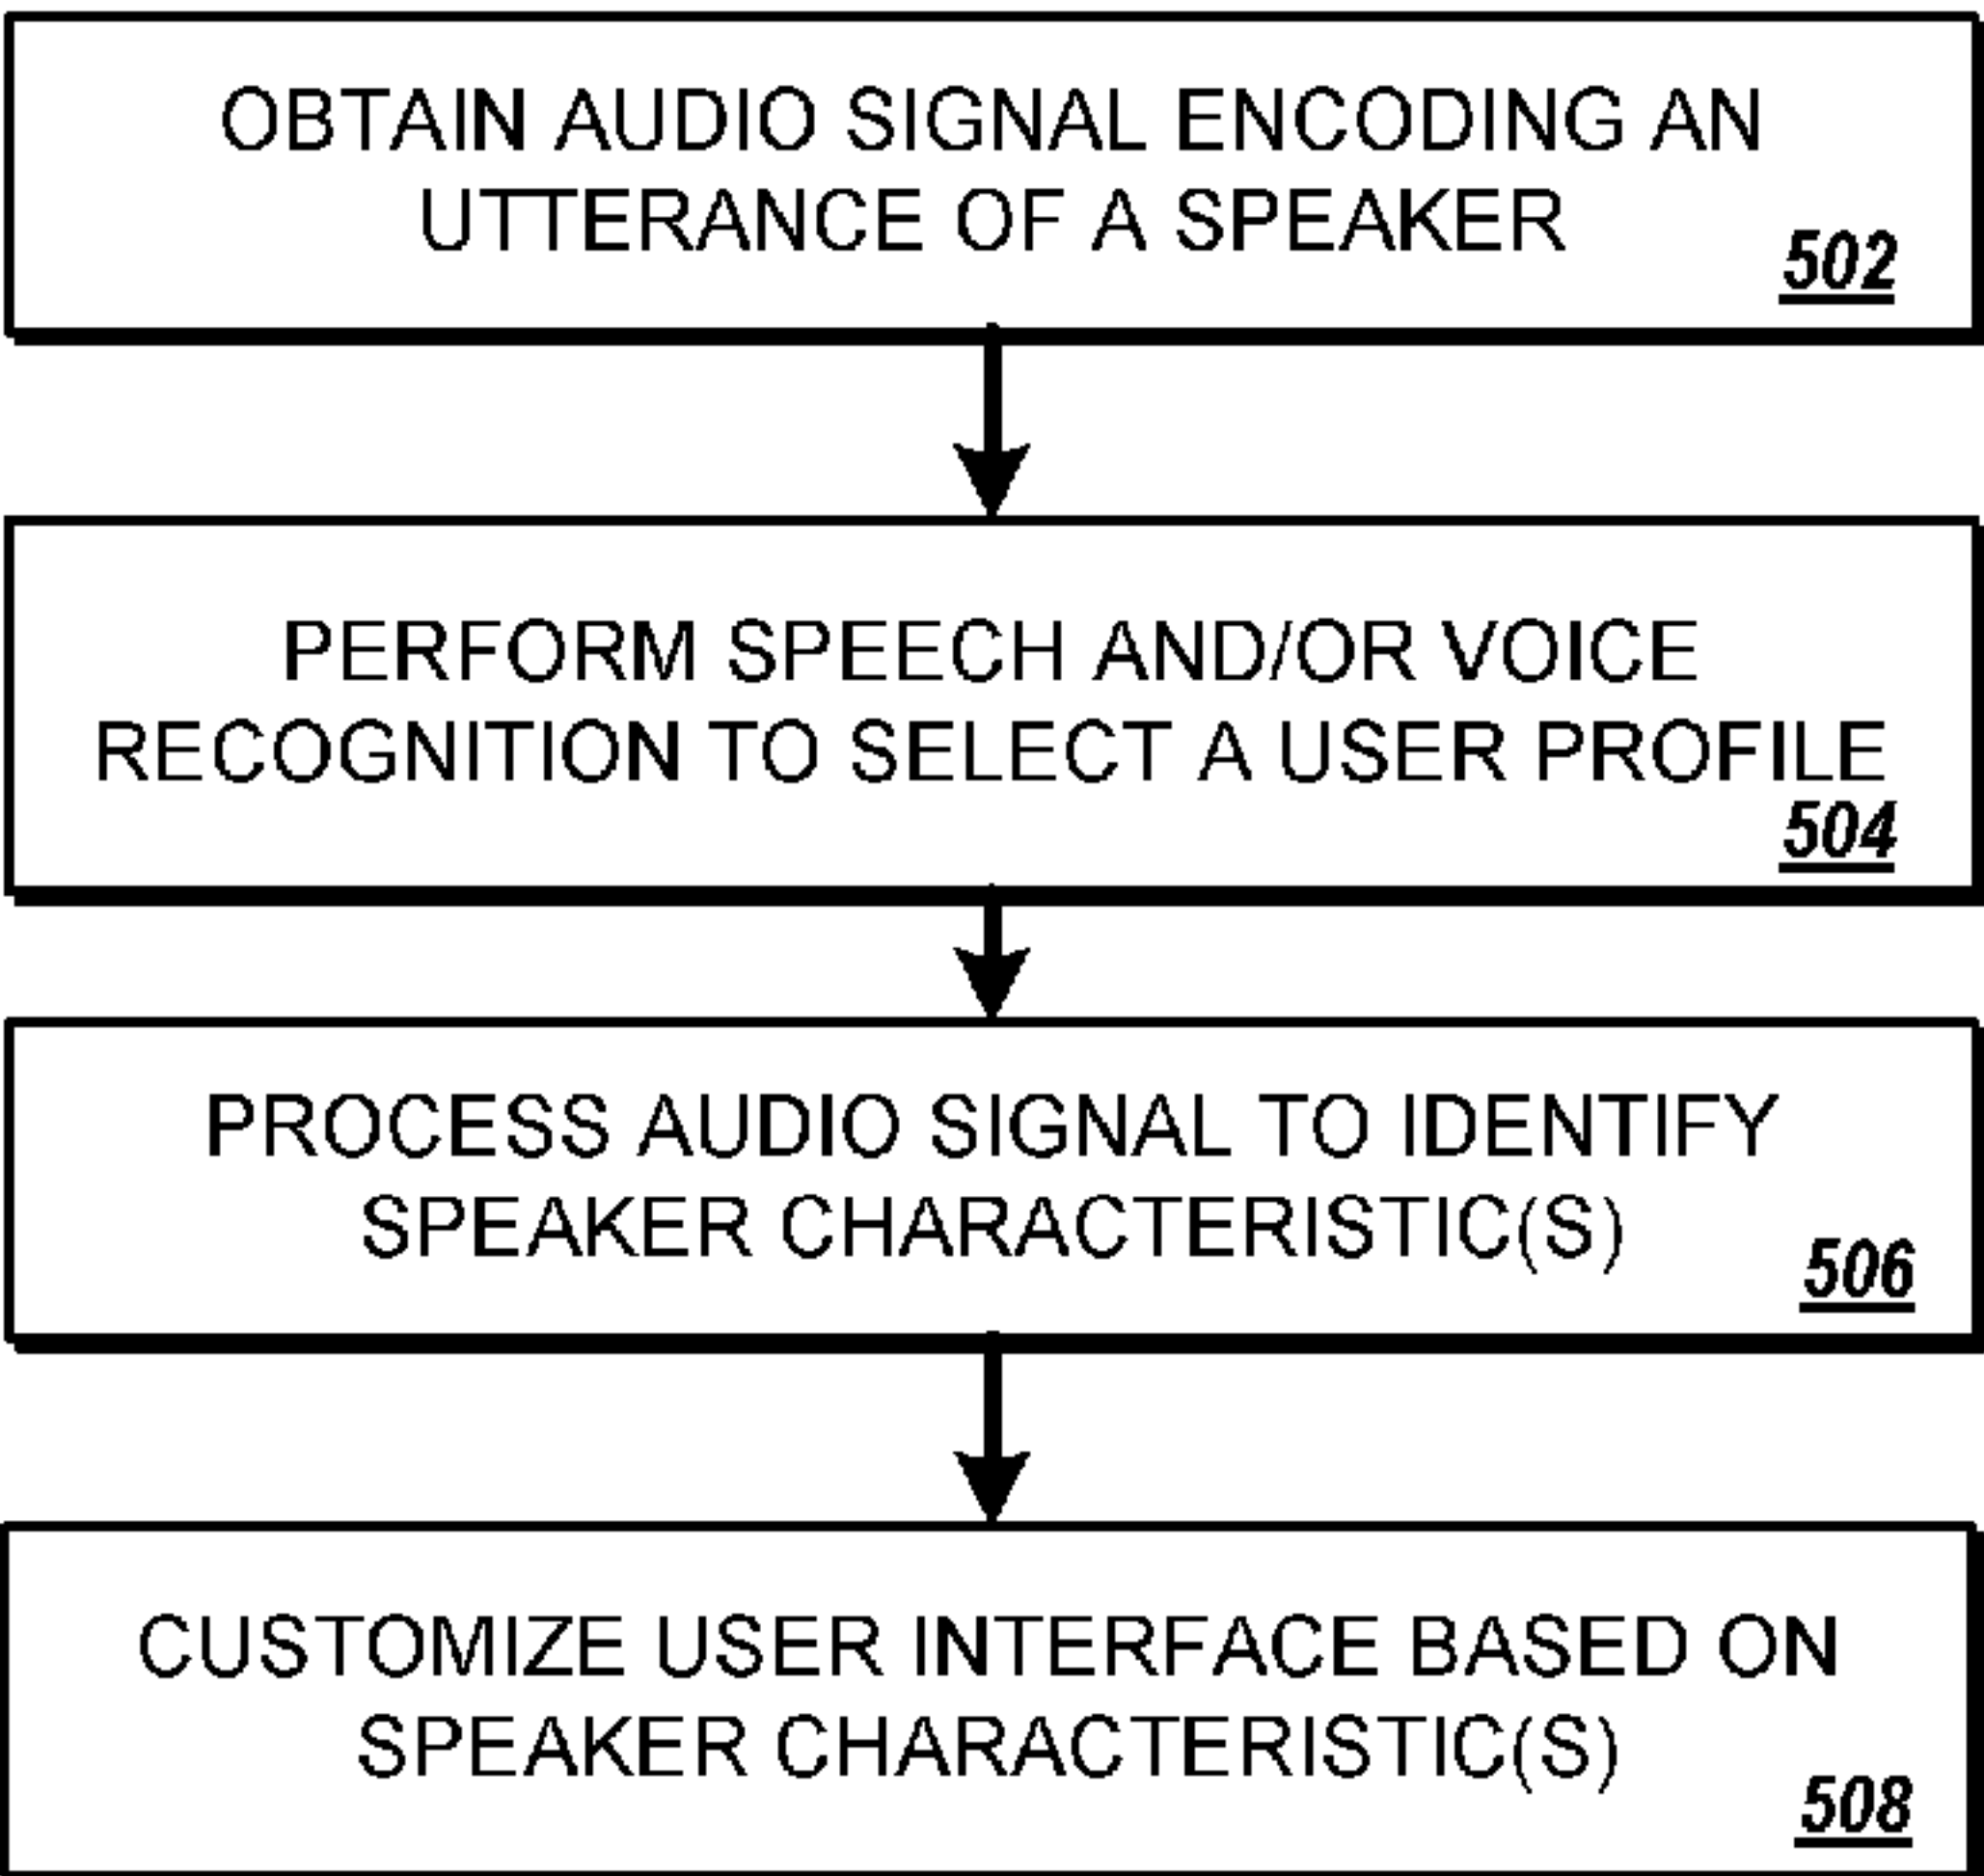 OBTAIN AUDIO SIGNAL ENCODING AN
UTTERANCE OF A SPEAKER
502
PERFORM SPEECH AND/OR VOICE
RECOGNITION TO SELECT A USER PROFILE
504
PROCESS AUDIO SIGNAL TO IDENTIFY
SPEAKER CHARACTERISTIC(S)
506
CUSTOMIZE USER INTERFACE BASED ON
SPEAKER CHARACTERISTIC(S)
508